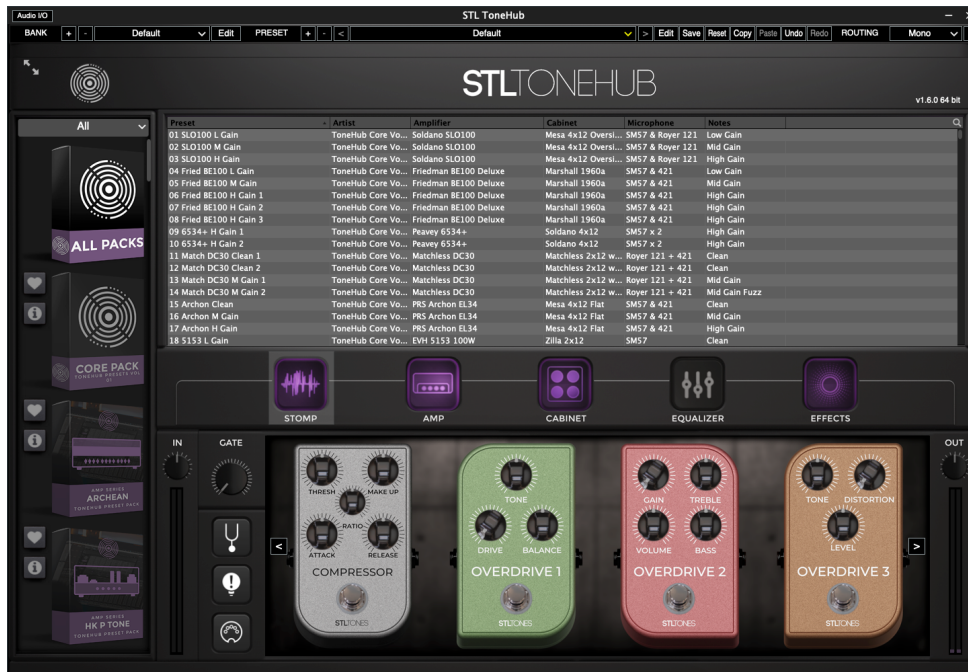 Audio I/O
STL ToneHub
BANK + - Default Edit PRESET + - < Default > Edit Save Reset Copy Paste Undo Redo ROUTING Mono
STLTONEHUB
v1.6.0 64 bit
All
Preset Artist Amplifier Cabinet Microphone Notes
01 SLO100 L Gain ToneHub Core Vo... Soldano SLO100 Mesa 4x12 Oversi... SM57 & Royer 121 Low Gain
02 SLO100 M Gain ToneHub Core Vo... Soldano SLO100 Mesa 4x12 Oversi... SM57 & Royer 121 Mid Gain
03 SLO100 H Gain ToneHub Core Vo... Soldano SLO100 Mesa 4x12 Oversi... SM57 & Royer 121 High Gain
04 Fried BE100 L Gain ToneHub Core Vo... Friedman BE100 Deluxe Marshall 1960a SM57 & 421 Low Gain
05 Fried BE100 M Gain ToneHub Core Vo... Friedman BE100 Deluxe Marshall 1960a SM57 & 421 Mid Gain
06 Fried BE100 H Gain 1 ToneHub Core Vo... Friedman BE100 Deluxe Marshall 1960a SM57 & 421 High Gain
07 Fried BE100 H Gain 2 ToneHub Core Vo... Friedman BE100 Deluxe Marshall 1960a SM57 & 421 High Gain
08 Fried BE100 H Gain 3 ToneHub Core Vo... Friedman BE100 Deluxe Marshall 1960a SM57 & 421 High Gain
09 6534+ H Gain 1 ToneHub Core Vo... Peavey 6534+ Soldano 4x12 SM57 x 2 High Gain
10 6534+ H Gain 2 ToneHub Core Vo... Peavey 6534+ Soldano 4x12 SM57 x 2 High Gain
11 Match DC30 Clean 1 ToneHub Core Vo... Matchless DC30 Matchless 2x12 w... Royer 121 + 421 Clean
12 Match DC30 Clean 2 ToneHub Core Vo... Matchless DC30 Matchless 2x12 w... Royer 121 + 421 Clean
13 Match DC30 M Gain 1 ToneHub Core Vo... Matchless DC30 Matchless 2x12 w... Royer 121 + 421 Mid Gain
14 Match DC30 M Gain 2 ToneHub Core Vo... Matchless DC30 Matchless 2x12 w... Royer 121 + 421 Mid Gain Fuzz
15 Archon Clean ToneHub Core Vo... PRS Archon EL34 Mesa 4x12 Flat SM57 & 421 Clean
16 Archon M Gain ToneHub Core Vo... PRS Archon EL34 Mesa 4x12 Flat SM57 & 421 Mid Gain
17 Archon H Gain ToneHub Core Vo... PRS Archon EL34 Mesa 4x12 Flat SM57 & 421 High Gain
18 5153 L Gain ToneHub Core Vo... EVH 5153 100W Zilla 2x12 SM57 Clean
ALL PACKS
CORE PACK
TONEHUB PRESETS VOL
01
AMP SERIES
ARCHEAN
TONEHUB PRESET PACK
AMP SERIES
HK P TONE
TONEHUB PRESET PACK
STOMP AMP CABINET EQUALIZER EFFECTS
IN GATE OUT
THRESH MAKE UP
RATIO
ATTACK RELEASE
COMPRESSOR
STLTONES
TONE
DRIVE BALANCE
OVERDRIVE 1
STLTONES
GAIN TREBLE
VOLUME BASS
OVERDRIVE 2
STLTONES
TONE DISTORTION
LEVEL
OVERDRIVE 3
STLTONES
< >